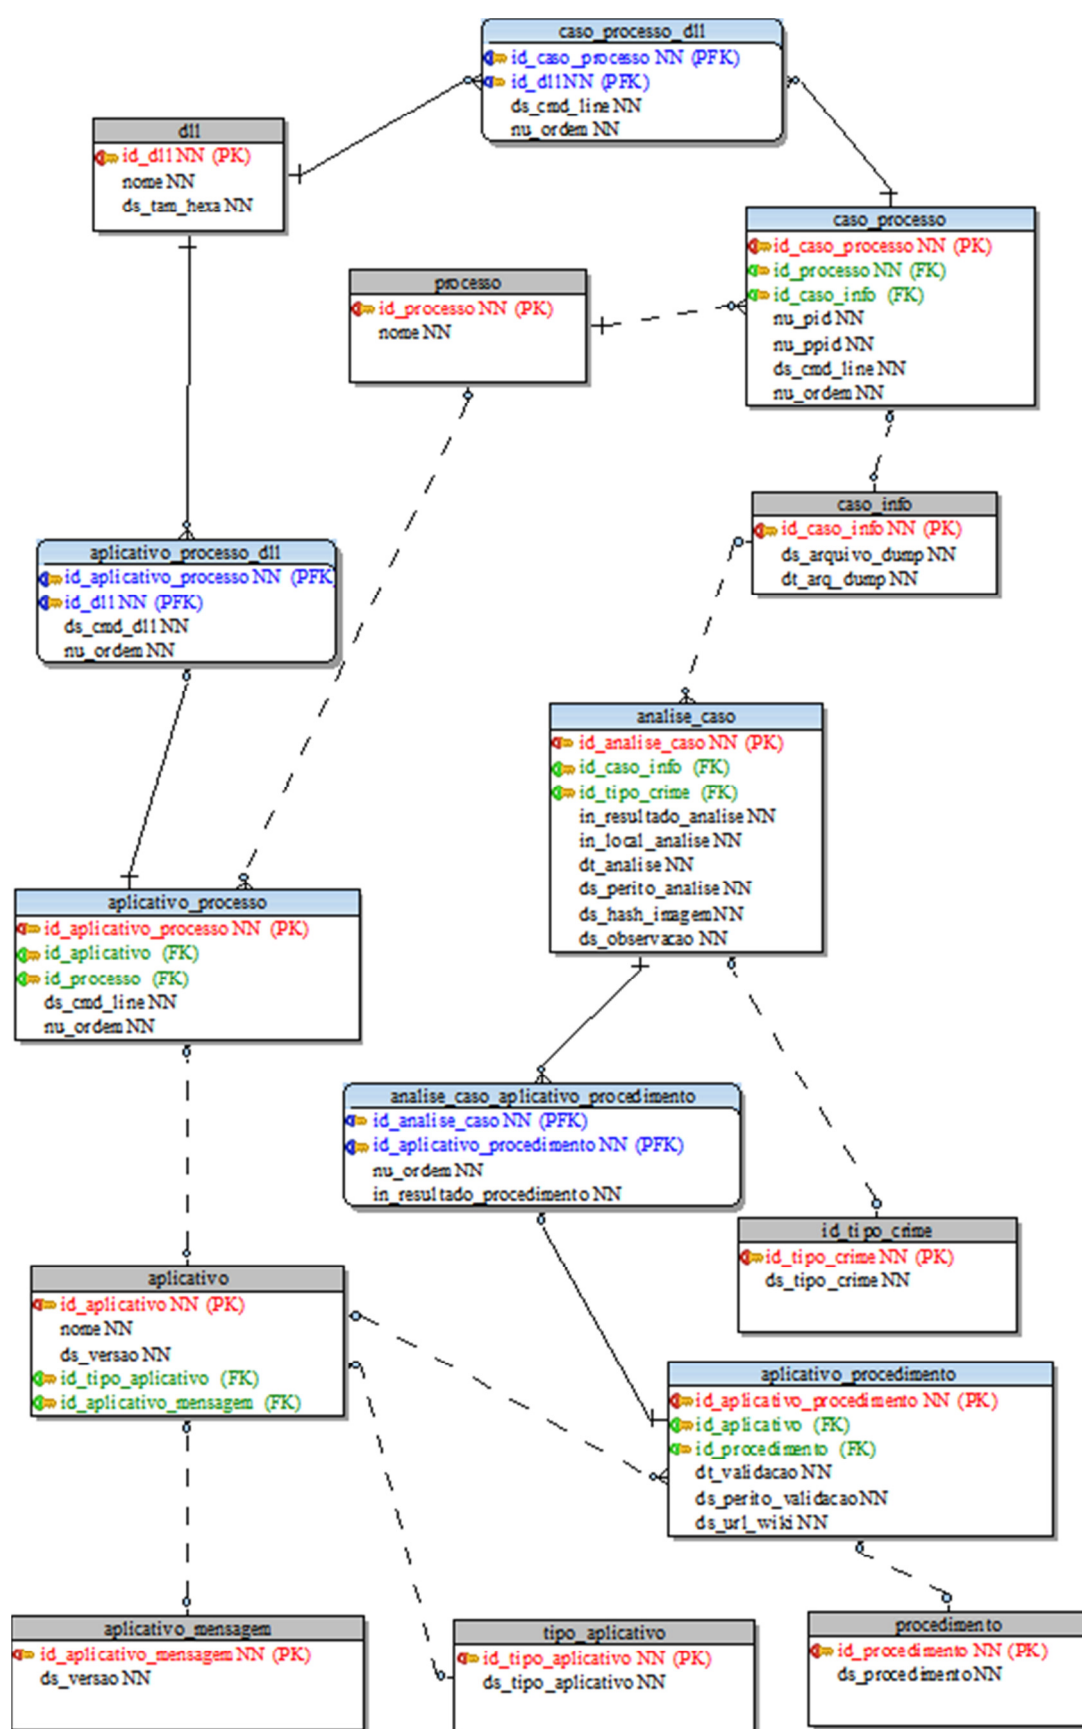 caso_processo_dll
id_caso_processo NN (PFK)
id_dllNN (PFK)
ds_cmd_line NN
nu_ordem NN
dll
id_dll NN (PK)
nome NN
ds_tam_hexa NN
caso_processo
id_caso_processo NN (PK)
id_processo NN (FK)
id_caso_info (FK)
nu_pid NN
nu_ppid NN
ds_cmd_line NN
nu_ordem NN
processo
id_processo NN (PK)
nome NN
caso_info
id_caso_info NN (PK)
ds_arquivo_dump NN
dt_arq_dump NN
aplicativo_processo_dll
id_aplicativo_processo NN (PFK
id_dll NN (PFK)
ds_cmd_dll NN
nu_ordem NN
analise_caso
id_analise_caso NN (PK)
id_caso_info (FK)
id_tipo_crime (FK)
in_resultado_analise NN
in_local_analise NN
dt_analise NN
ds_perito_analise NN
ds_hash_imagem NN
ds_observacao NN
aplicativo_processo
id_aplicativo_processo NN (PK)
id_aplicativo (FK)
id_processo (FK)
ds_cmd_line NN
nu_ordem NN
analise_caso_aplicativo_procedimento
id_analise_caso NN (PFK)
id_aplicativo_procedimento NN (PFK)
nu_ordem NN
in_resultado_procedimento NN
id_tipo_crime
id_tipo_crime NN (PK)
ds_tipo_crime NN
aplicativo
id_aplicativo NN (PK)
nome NN
ds_versao NN
id_tipo_aplicativo (FK)
id_aplicativo_mensagem (FK)
aplicativo_procedimento
id_aplicativo_procedimento NN (PK)
id_aplicativo (FK)
id_procedimento (FK)
dt_validacao NN
ds_perito_validacao NN
ds_url_wiki NN
aplicativo_mensagem
id_aplicativo_mensagem NN (PK)
ds_versao NN
tipo_aplicativo
id_tipo_aplicativo NN (PK)
ds_tipo_aplicativo NN
procedimento
id_procedimento NN (PK)
ds_procedimento NN